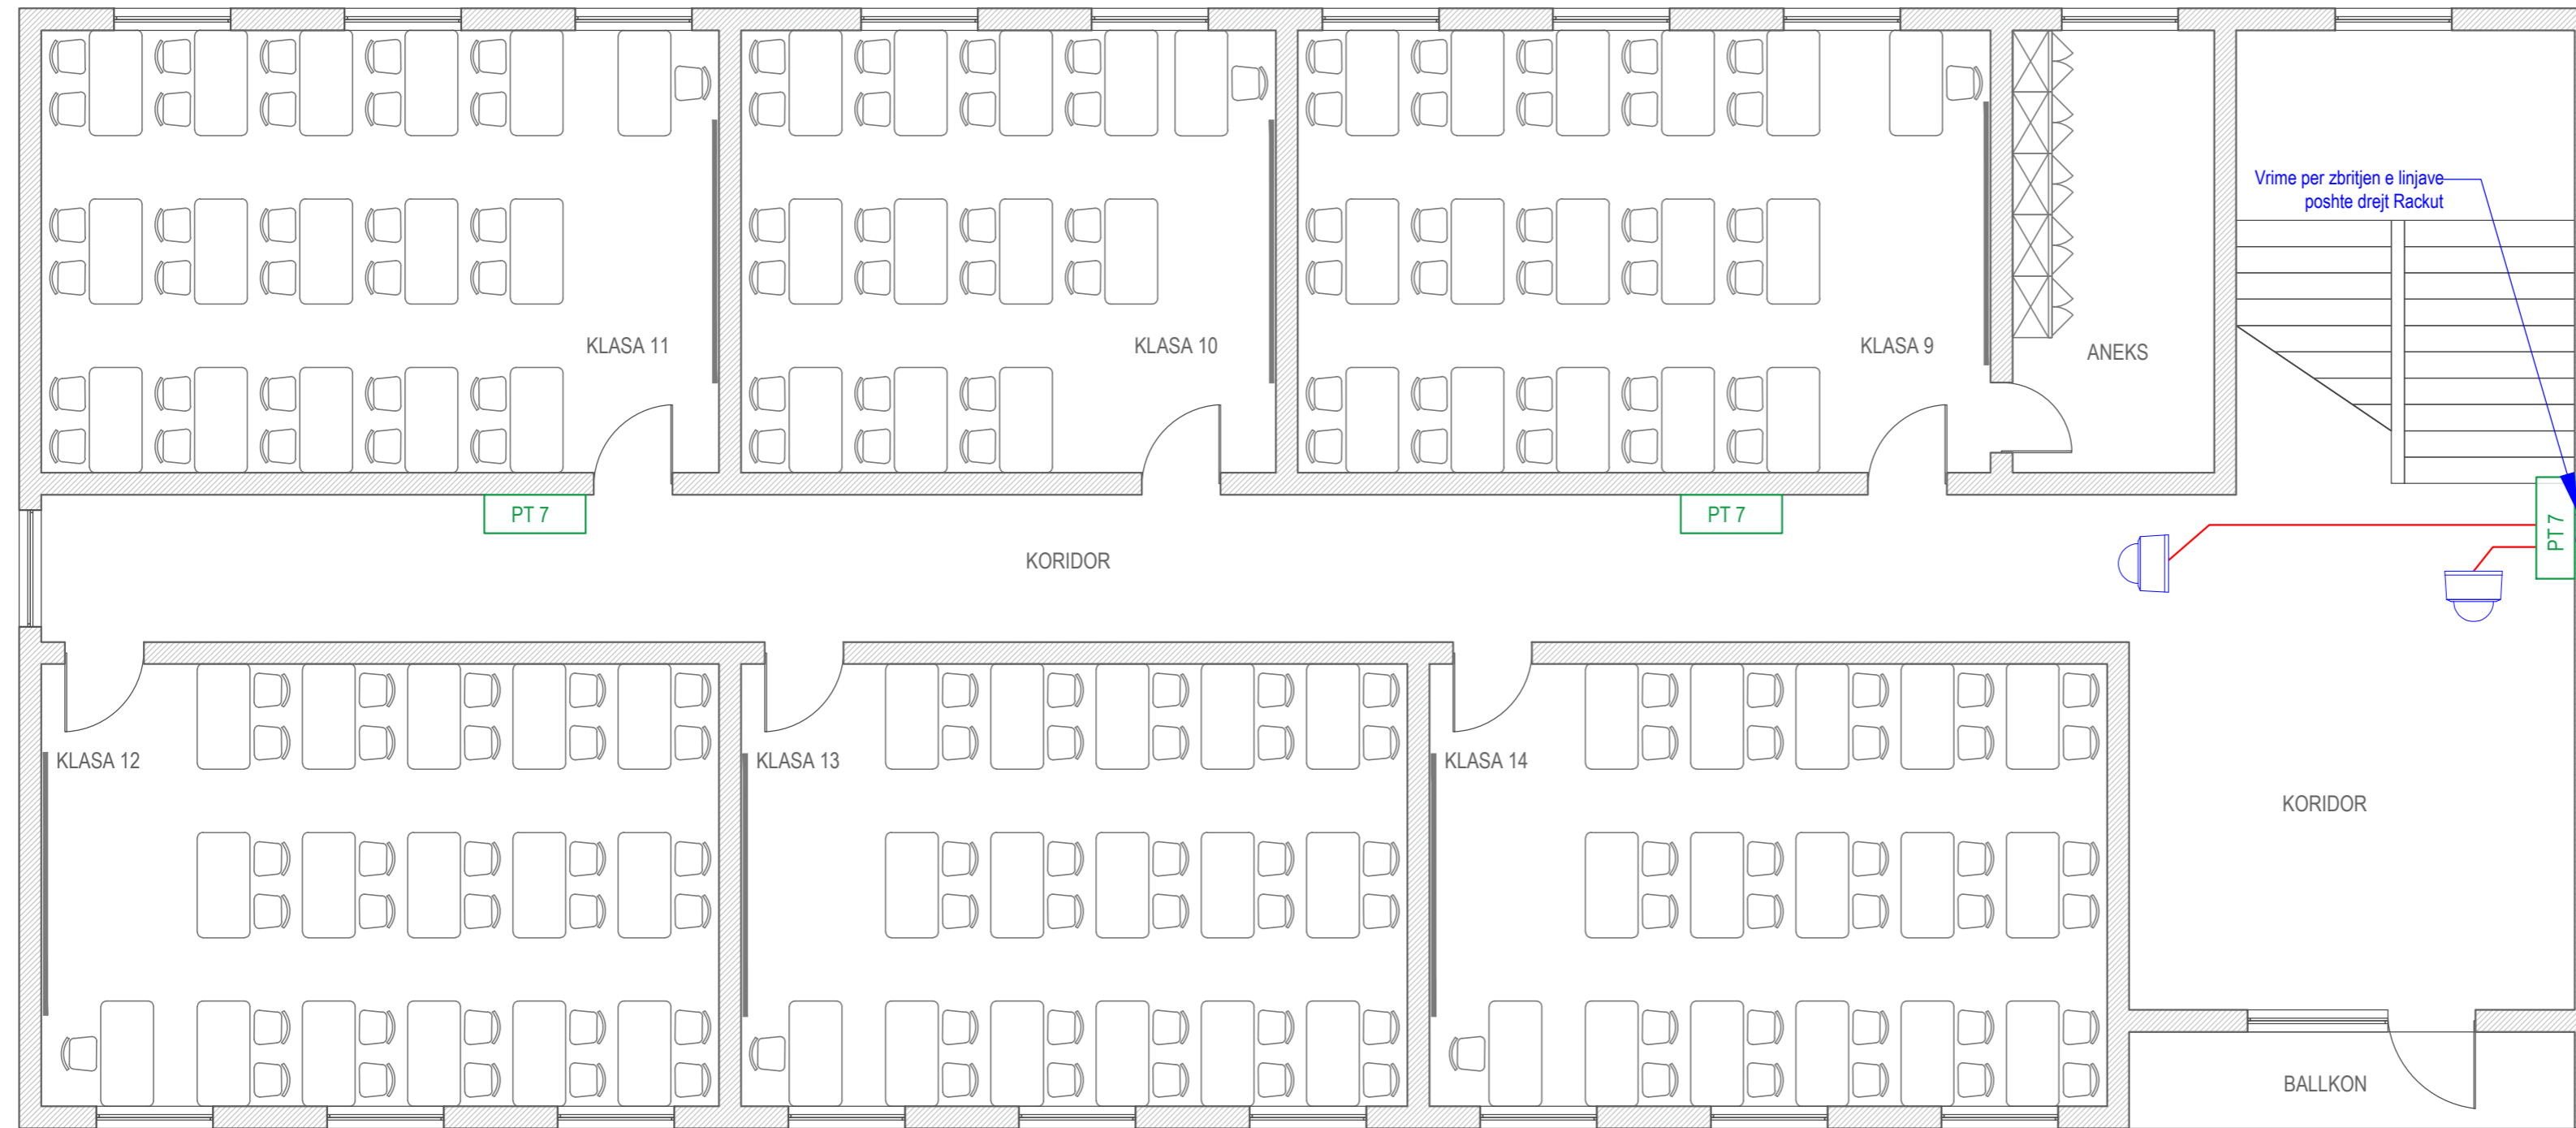 Vrime per zbritjen e linjave
poshte drejt Rackut
KLASA 11
KLASA 10
KLASA 9
ANEKS
PT 7
PT 7
PT 7
KORIDOR
KLASA 12
KLASA 13
KLASA 14
KORIDOR
BALLKON